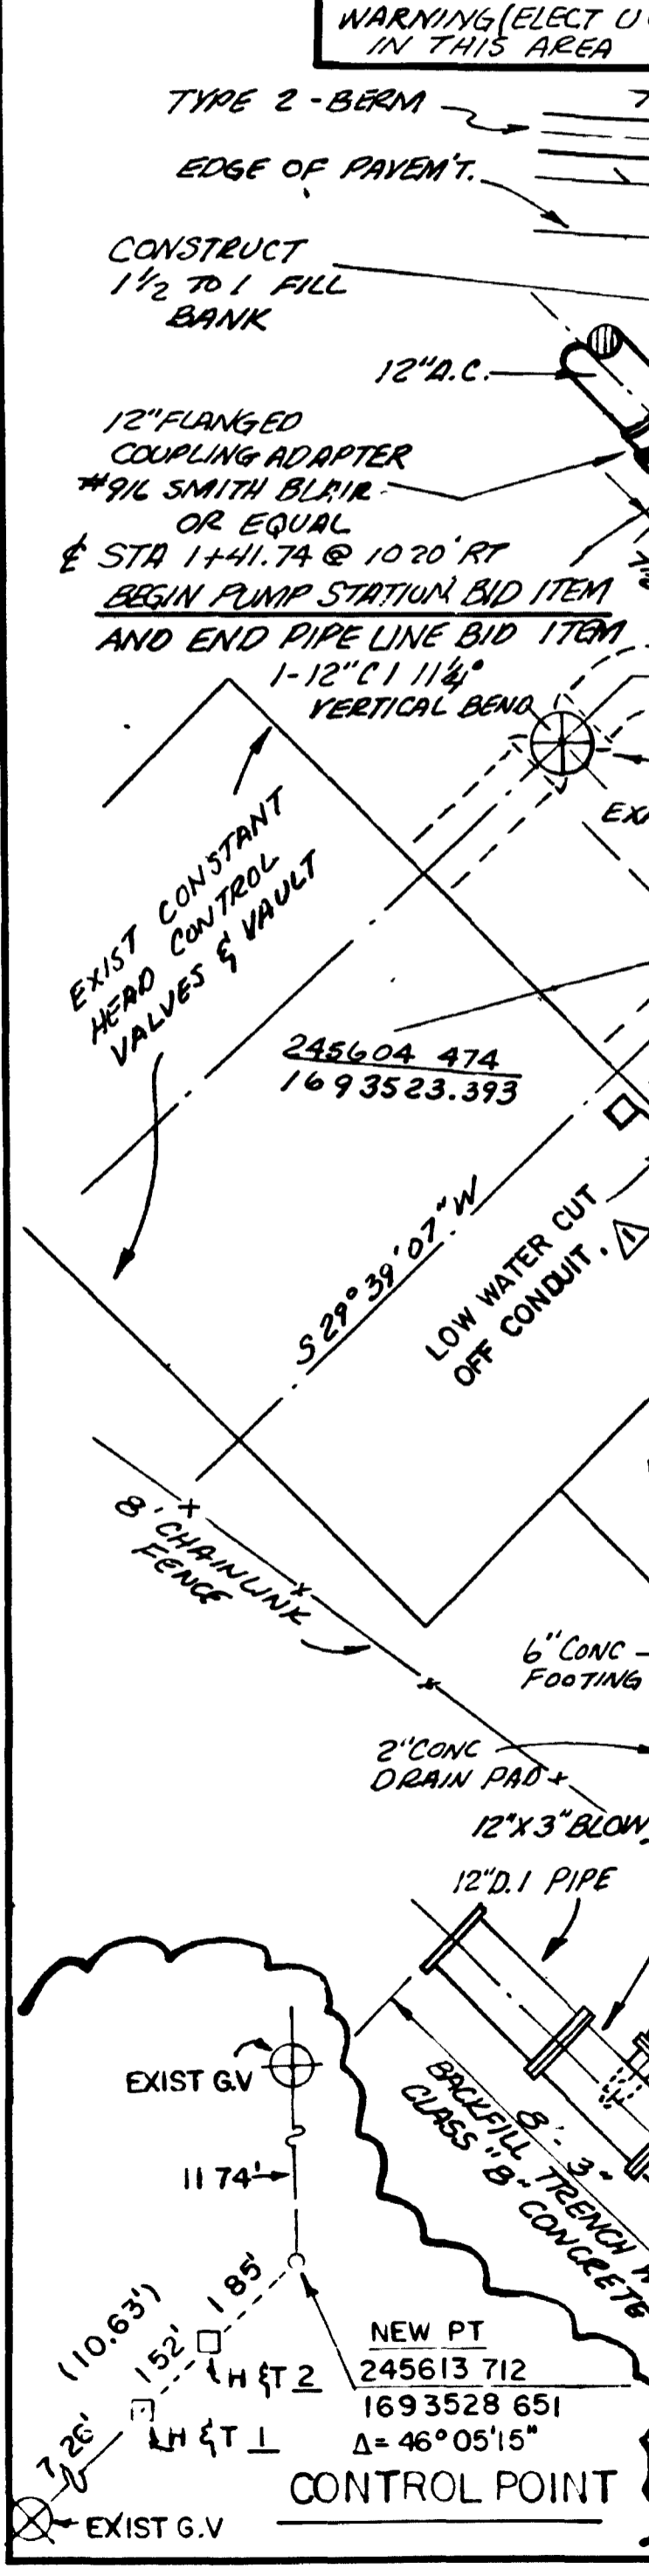 WARNING (ELECT
IN THIS AREA
TYPE 2 - BERM
EDGE OF PAVEM'T.
CONSTRUCT
1 1/2 TO 1 FILL
BANK
12" A.C.
12" FLANGED
COUPLING ADAPTER
#916 SMITH BLAIR
OR EQUAL
℄ STA 1+41.74 @ 10 20' RT
BEGIN PUMP STATION BID ITEM
AND END PIPE LINE BID ITEM
1-12" C I 11 1/4°
VERTICAL BEND
EXIST CONSTANT
HEAD CONTROL
VALVES & VAULT
245604 474
1693523.393
S 29° 39' 07" W
LOW WATER CUT
OFF CONDUIT. 1
8' CHAINLINK
FENCE
6" CONC
FOOTING
2" CONC
DRAIN PAD
12" X 3" BLOW
12" D.I PIPE
8'- 3"
BACKFILL TRENCH
CLASS "B" CONCRETE
EXIST G.V
11 74'
1 85'
(10.63')
1 52'
H & T 2
H & T 1
7 26'
EXIST G.V
NEW PT
245613 712
1693528 651
Δ= 46° 05' 15"
CONTROL POINT